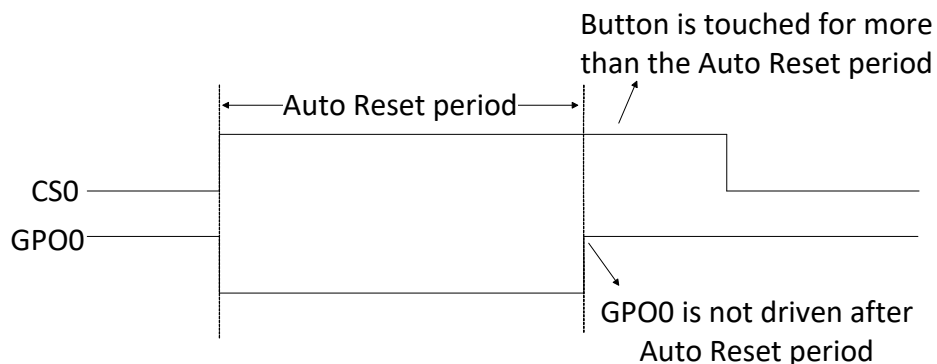 Button is touched for more
than the Auto Reset period
Auto Reset period
CS0
GPO0
GPO0 is not driven after
Auto Reset period